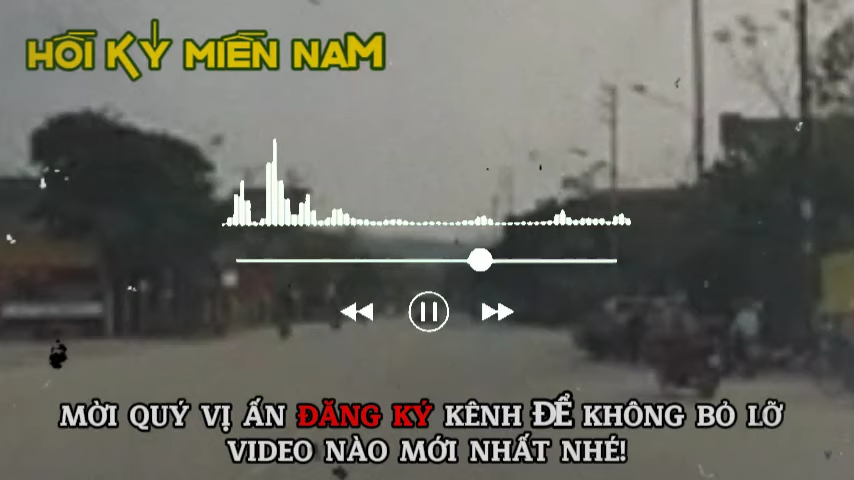 HỒI KÝ MIỀN NAM
MỜI QUÝ VỊ ẤN ĐĂNG KÝ KÊNH ĐỂ KHÔNG BỎ LỠ
VIDEO NÀO MỚI NHẤT NHÉ!